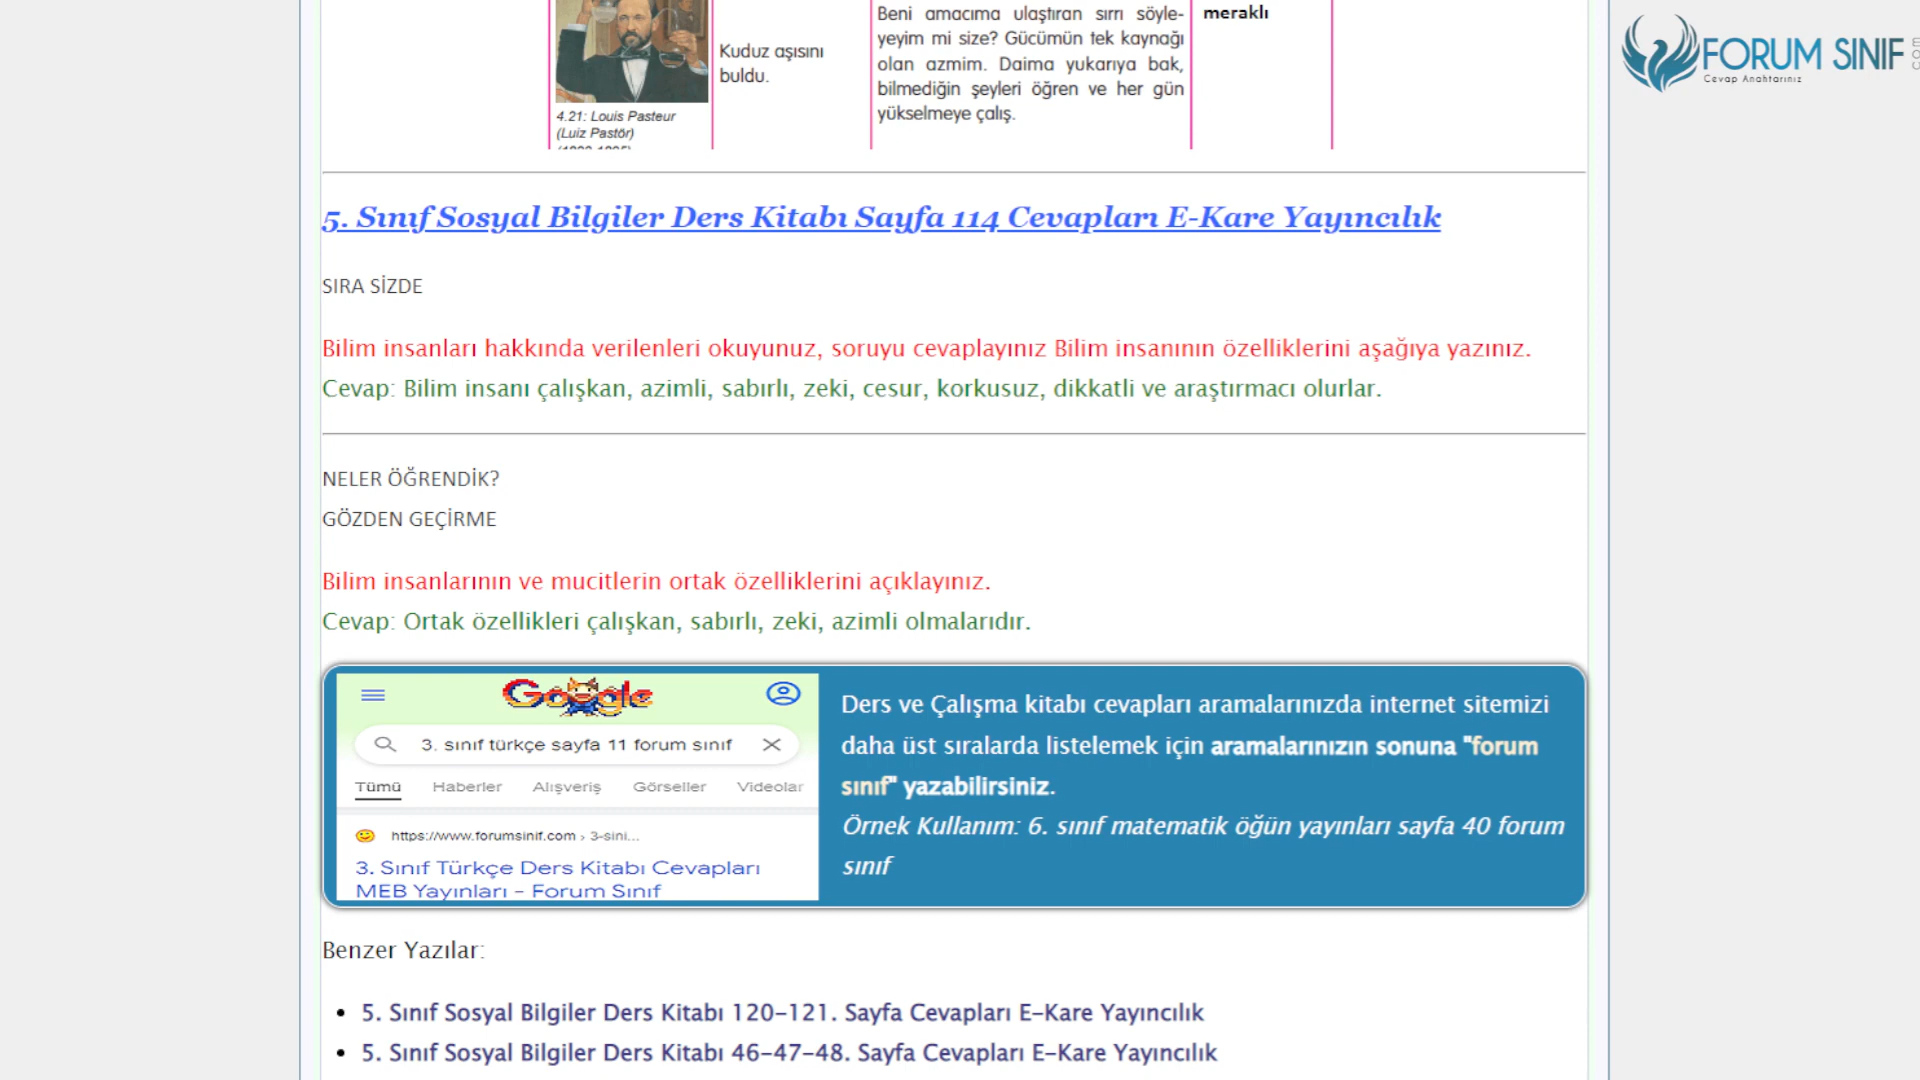 Beni amacıma ulaştıran sırrı söyle-
yeyim mi size? Gücümün tek kaynağı
olan azmim. Daima yukarıya bak,
bilmediğin şeyleri öğren ve her gün
yükselmeye çalış.
meraklı
Kuduz aşısını
buldu.
4.21: Louis Pasteur
(Luiz Pastör)
FORUM SINIF
Cevap Anahtarınız
5. Sınıf Sosyal Bilgiler Ders Kitabı Sayfa 114 Cevapları E-Kare Yayıncılık
SIRA SİZDE
Bilim insanları hakkında verilenleri okuyunuz, soruyu cevaplayınız Bilim insanının özelliklerini aşağıya yazınız.
Cevap: Bilim insanı çalışkan, azimli, sabırlı, zeki, cesur, korkusuz, dikkatli ve araştırmacı olurlar.
NELER ÖĞRENDİK?
GÖZDEN GEÇİRME
Bilim insanlarının ve mucitlerin ortak özelliklerini açıklayınız.
Cevap: Ortak özellikleri çalışkan, sabırlı, zeki, azimli olmalarıdır.
Google
3. sınıf türkçe sayfa 11 forum sınıf
Tümü Haberler Alışveriş Görseller Videolar
https://www.forumsinif.com › 3-sini...
3. Sınıf Türkçe Ders Kitabı Cevapları
MEB Yayınları - Forum Sınıf
Ders ve Çalışma kitabı cevapları aramalarınızda internet sitemizi
daha üst sıralarda listelemek için aramalarınızın sonuna "forum
sınıf" yazabilirsiniz.
Örnek Kullanım: 6. sınıf matematik öğün yayınları sayfa 40 forum
sınıf
Benzer Yazılar:
5. Sınıf Sosyal Bilgiler Ders Kitabı 120-121. Sayfa Cevapları E-Kare Yayıncılık
5. Sınıf Sosyal Bilgiler Ders Kitabı 46-47-48. Sayfa Cevapları E-Kare Yayıncılık